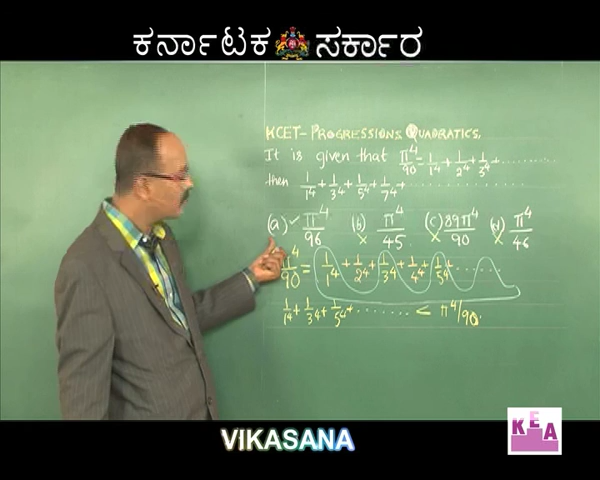 ಕರ್ನಾಟಕ ಸರ್ಕಾರ
KCET- PROGRESSIONS QUADRATICS.
It is given that π⁴/90 = 1/1⁴ + 1/2⁴ + 1/3⁴ + ..........
then 1/1⁴ + 1/3⁴ + 1/5⁴ + 1/7⁴ + ..........
(a) ✓ π⁴/96 (b) π⁴/45 (c) 89π⁴/90 (d) π⁴/46
π⁴/90 = 1/1⁴ + 1/2⁴ + 1/3⁴ + 1/4⁴ + 1/5⁴ ......
1/1⁴ + 1/3⁴ + 1/5⁴ + ........ < π⁴/90.
VIKASANA
KEA